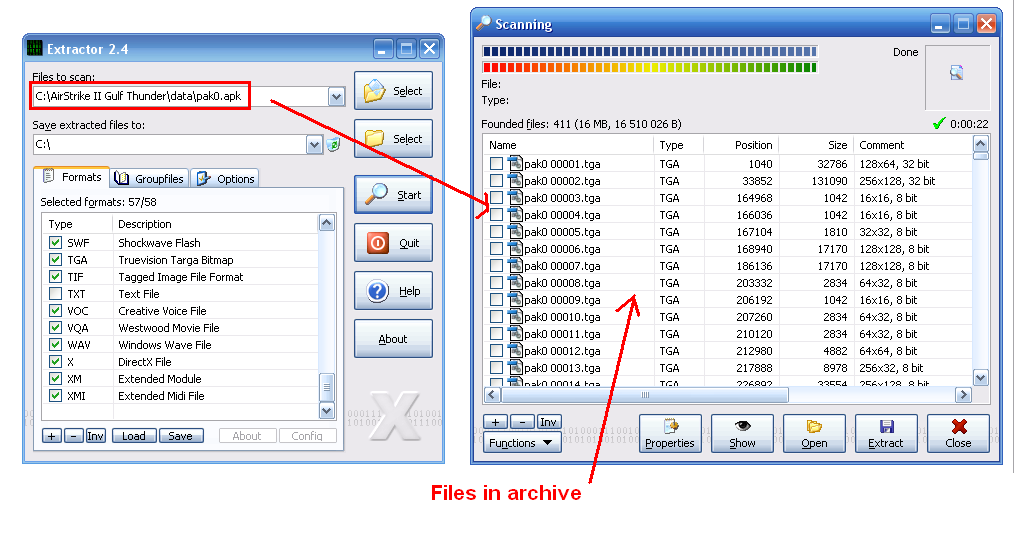 Extractor 2.4
Files to scan:
C:\AirStrike II Gulf Thunder\data\pak0.apk
Select
Save extracted files to:
C:\
Select
Formats
Groupfiles
Options
Selected formats: 57/58
Type Description
SWF Shockwave Flash
TGA Truevision Targa Bitmap
TIF Tagged Image File Format
TXT Text File
VOC Creative Voice File
VQA Westwood Movie File
WAV Windows Wave File
X DirectX File
XM Extended Module
XMI Extended Midi File
+ - Inv Load Save About Config
Start
Quit
Help
About
X
Scanning
Done
File:
Type:
Founded files: 411 (16 MB, 16 510 026 B)
0:00:22
Name Type Position Size Comment
pak0 00001.tga TGA 1040 32786 128x64, 32 bit
pak0 00002.tga TGA 33852 131090 256x128, 32 bit
pak0 00003.tga TGA 164968 1042 16x16, 8 bit
pak0 00004.tga TGA 166036 1042 16x16, 8 bit
pak0 00005.tga TGA 167104 1810 32x32, 8 bit
pak0 00006.tga TGA 168940 17170 128x128, 8 bit
pak0 00007.tga TGA 186136 17170 128x128, 8 bit
pak0 00008.tga TGA 203332 2834 64x32, 8 bit
pak0 00009.tga TGA 206192 1042 16x16, 8 bit
pak0 00010.tga TGA 207260 2834 64x32, 8 bit
pak0 00011.tga TGA 210120 2834 64x32, 8 bit
pak0 00012.tga TGA 212980 4882 64x64, 8 bit
pak0 00013.tga TGA 217888 8978 256x32, 8 bit
pak0 00014.tga TGA 226892 33554 256x128, 8 bit
+ - Inv
Functions
Properties
Show
Open
Extract
Close
Files in archive